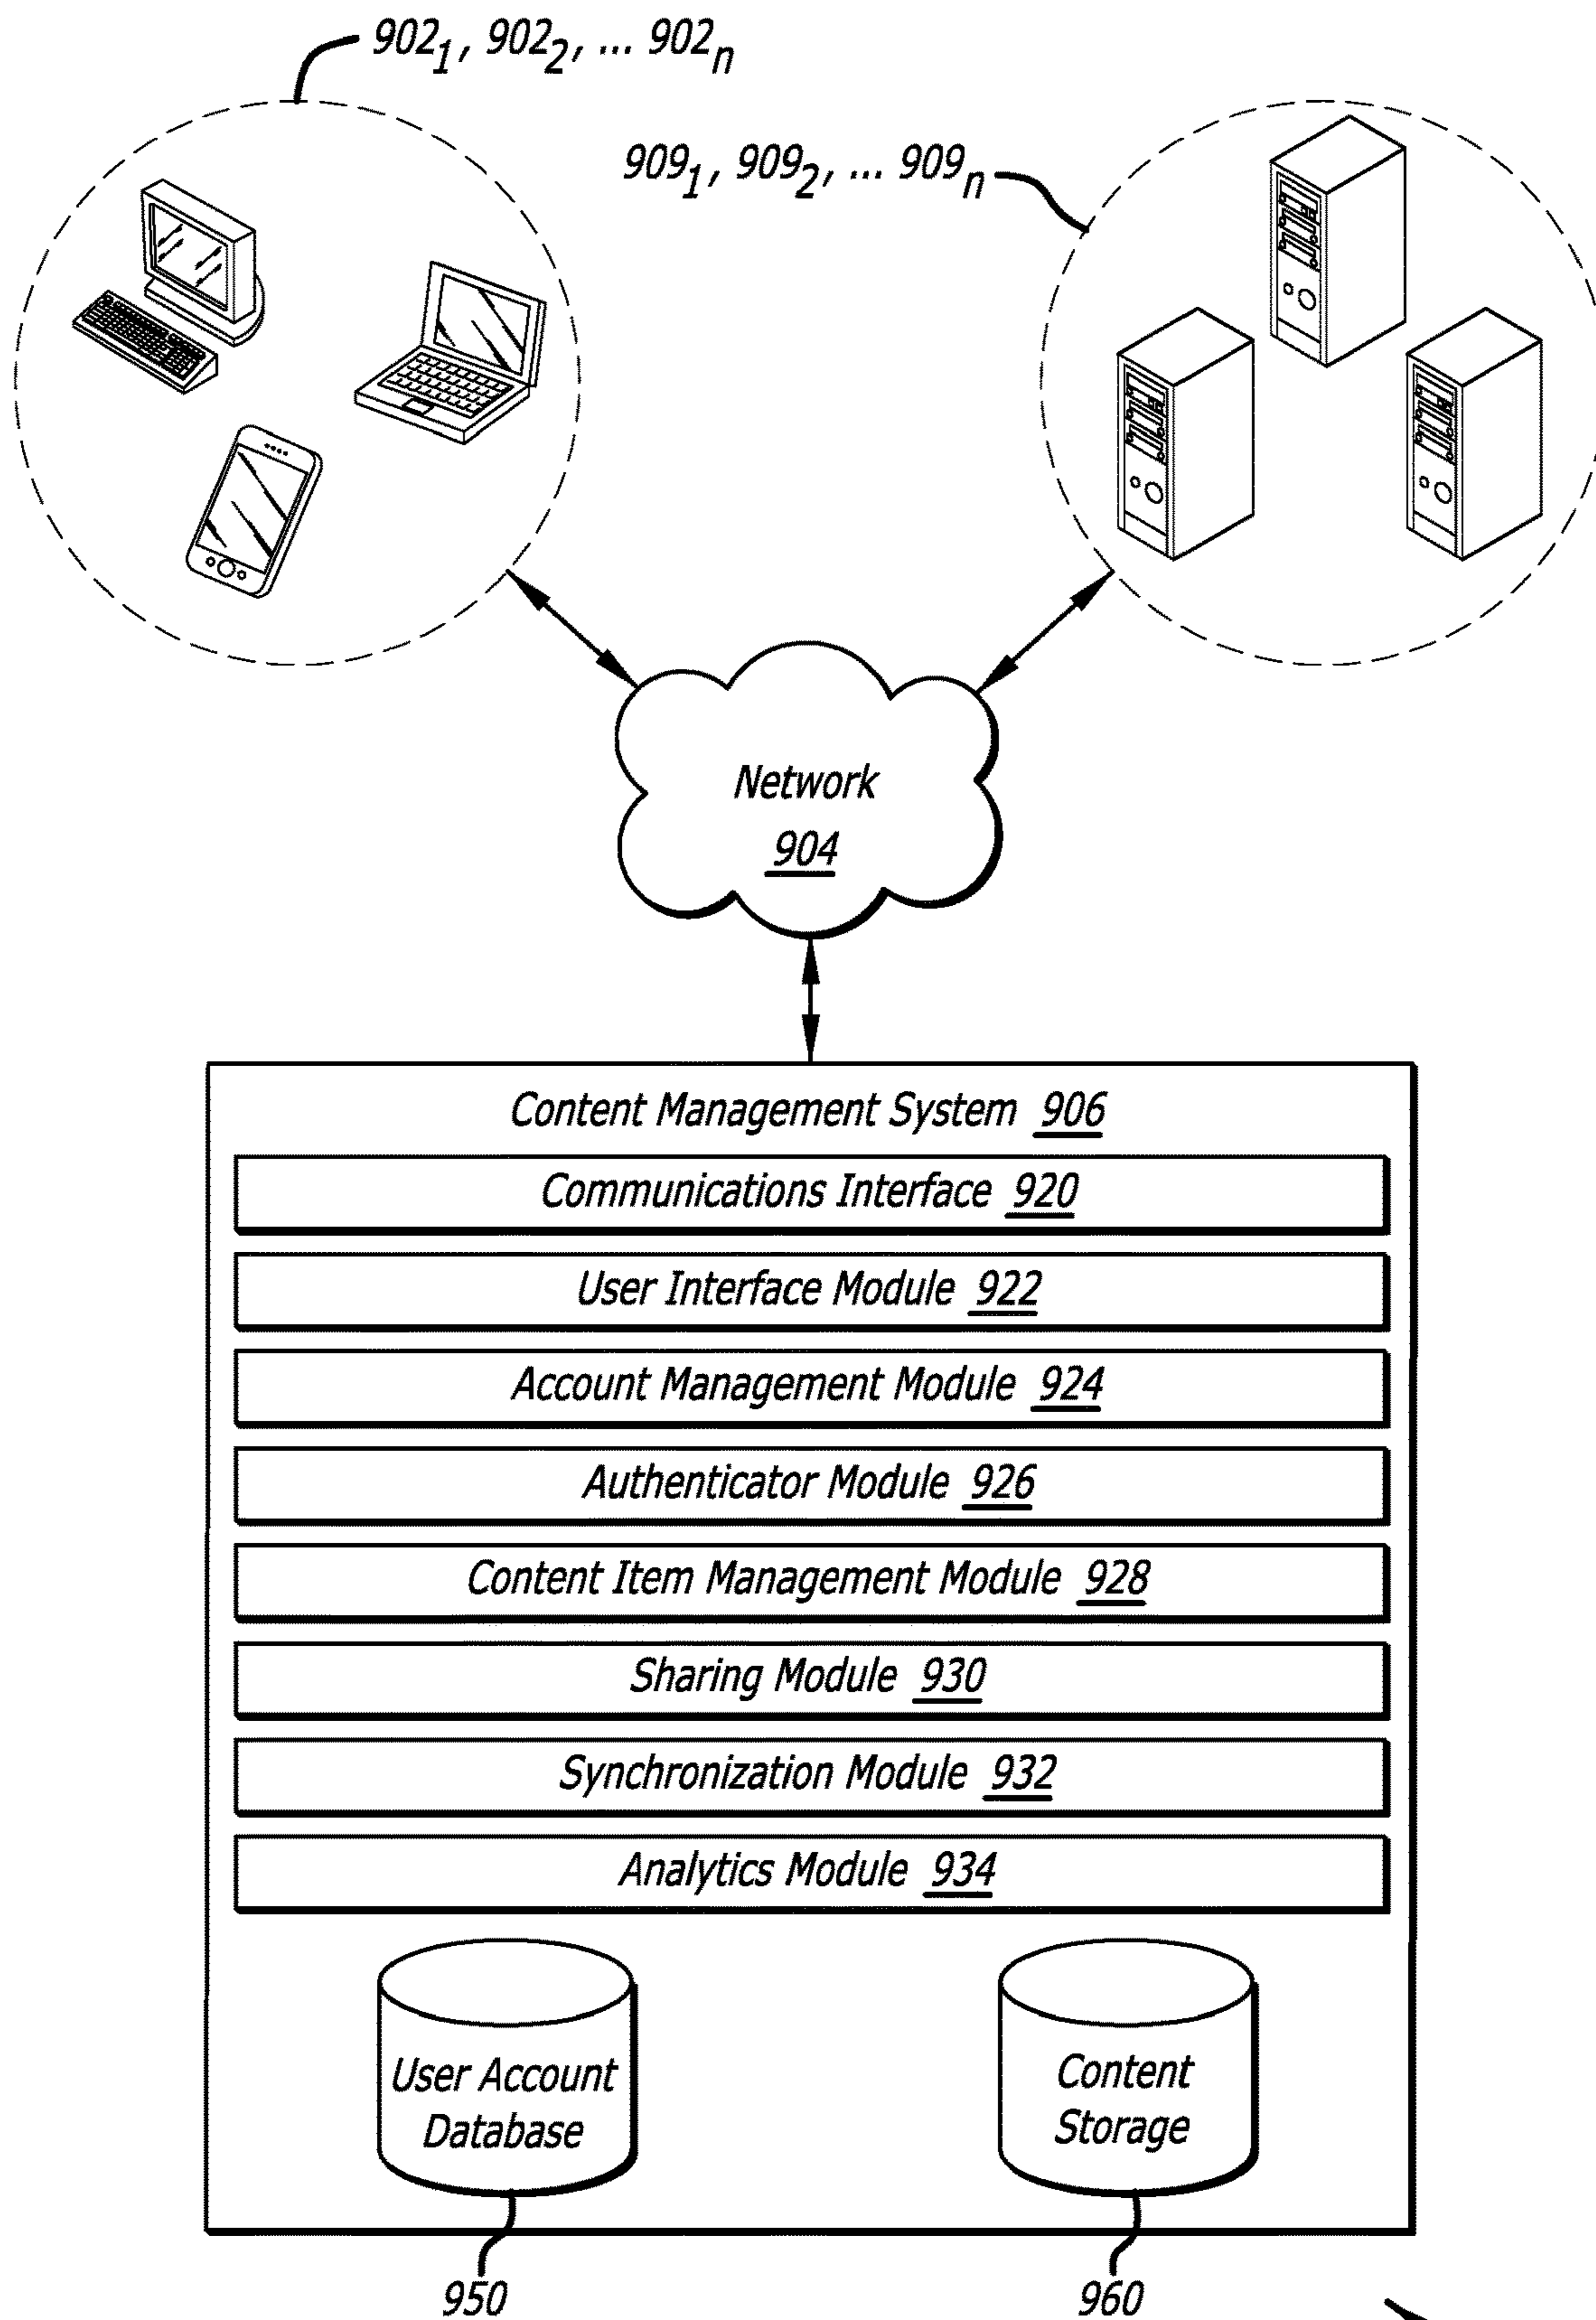 902₁, 902₂, ... 902ₙ
909₁, 909₂, ... 909ₙ
Network
904
Content Management System 906
Communications Interface 920
User Interface Module 922
Account Management Module 924
Authenticator Module 926
Content Item Management Module 928
Sharing Module 930
Synchronization Module 932
Analytics Module 934
User Account
Database
Content
Storage
950
960